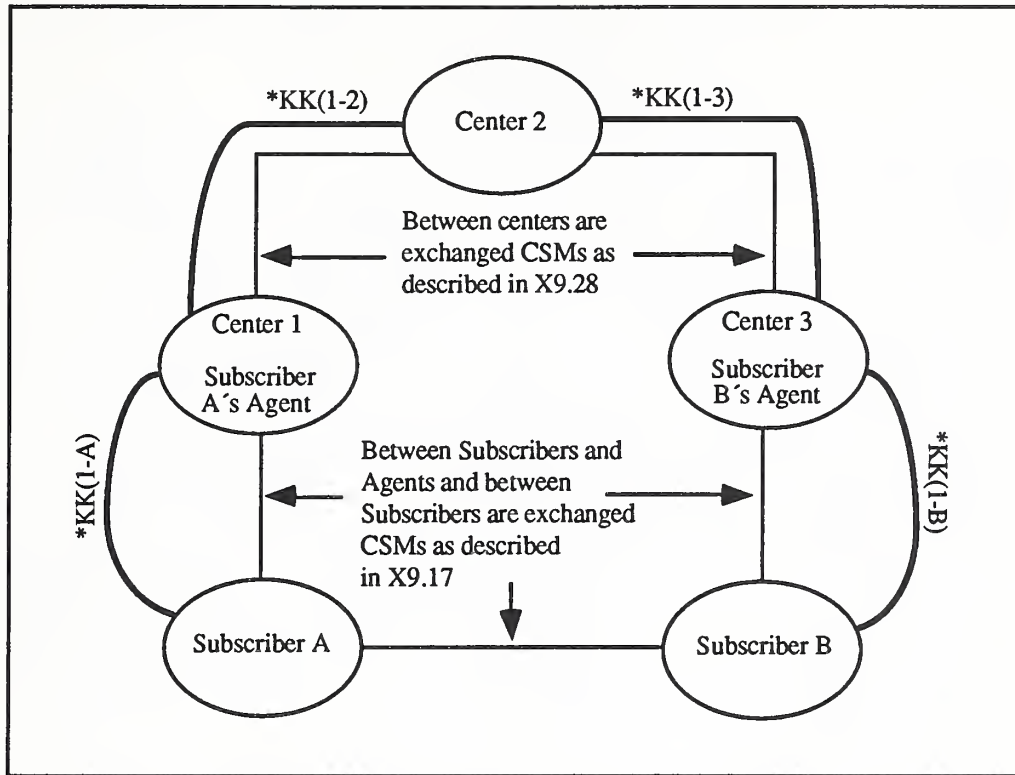 *KK(1-2)
*KK(1-3)
Center 2
Between centers are
exchanged CSMs as
described in X9.28
Center 1
Subscriber
A´s Agent
Center 3
Subscriber
B´s Agent
*KK(1-A)
*KK(1-B)
Between Subscribers and
Agents and between
Subscribers are exchanged
CSMs as described
in X9.17
Subscriber A
Subscriber B